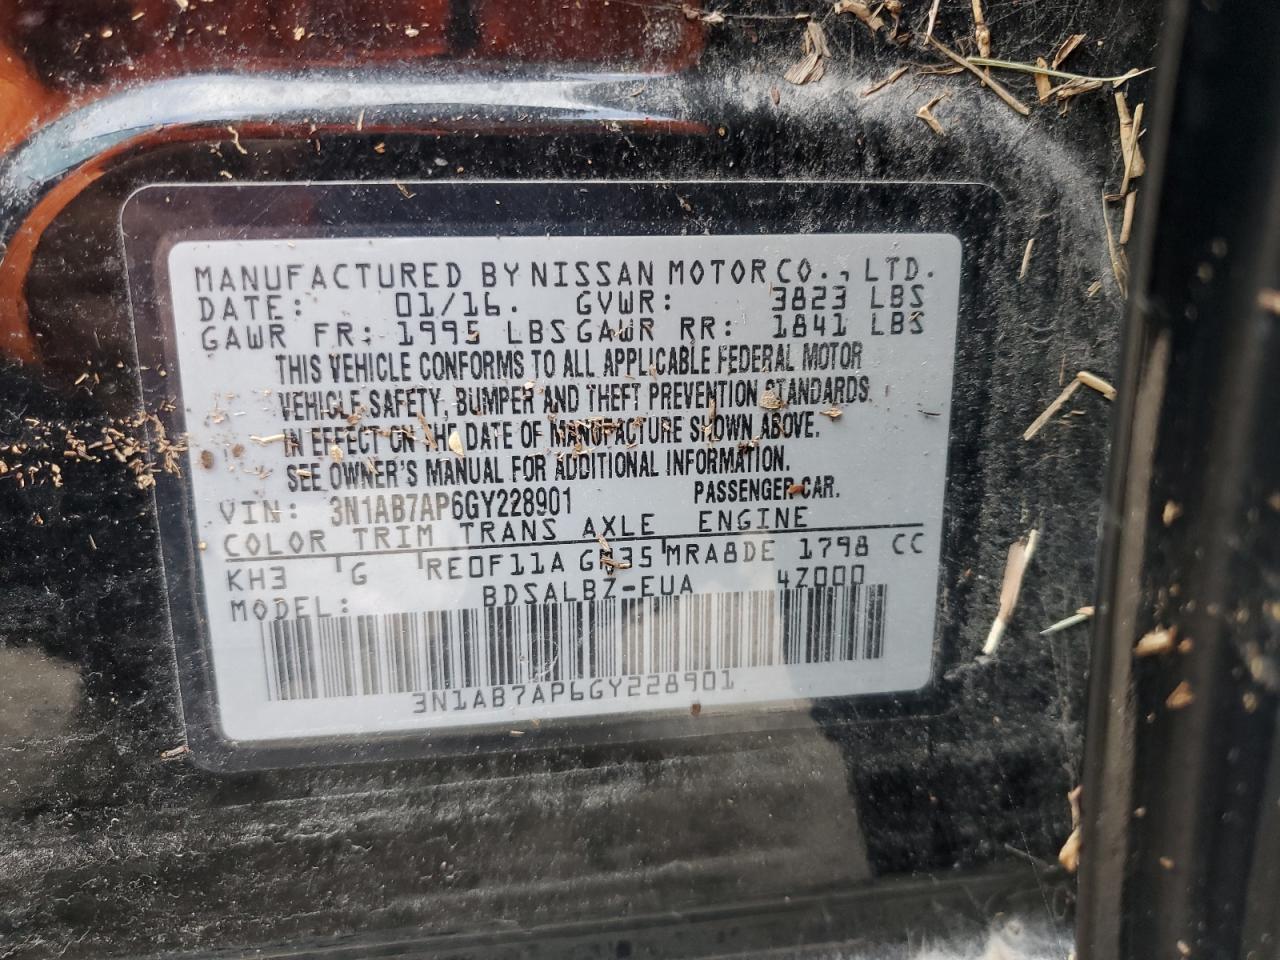 MANUFACTURED BY NISSAN MOTOR CO., LTD.
DATE: 01/16. GVWR: 3823 LBS
GAWR FR: 1995 LBS GAWR RR: 1841 LBS
THIS VEHICLE CONFORMS TO ALL APPLICABLE FEDERAL MOTOR
VEHICLE SAFETY, BUMPER AND THEFT PREVENTION STANDARDS
IN EFFECT ON THE DATE OF MANUFACTURE SHOWN ABOVE.
SEE OWNER'S MANUAL FOR ADDITIONAL INFORMATION.
VIN: 3N1AB7AP6GY228901 PASSENGER CAR.
COLOR TRIM TRANS AXLE ENGINE
KH3 G RE0F11A GN35 MRA8DE 1798 CC
MODEL: BDSALBZ-EUA 4Z000
3N1AB7AP6GY228901